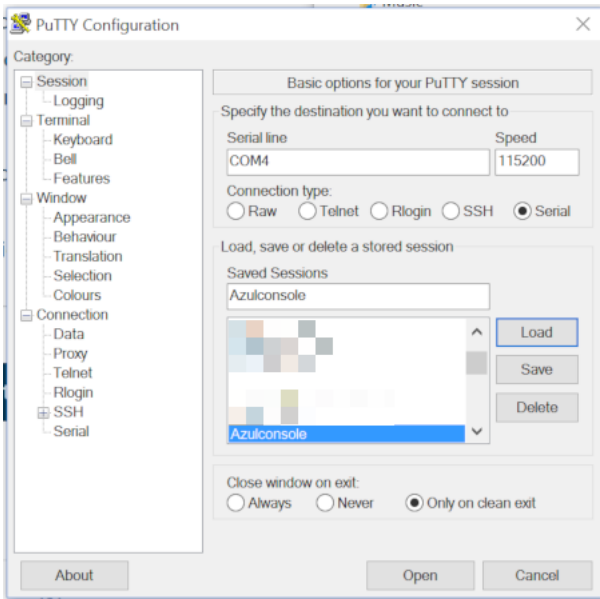 PuTTY Configuration
Category:
Session
Logging
Terminal
Keyboard
Bell
Features
Window
Appearance
Behaviour
Translation
Selection
Colours
Connection
Data
Proxy
Telnet
Rlogin
SSH
Serial
Basic options for your PuTTY session
Specify the destination you want to connect to
Serial line Speed
COM4 115200
Connection type:
Raw Telnet Rlogin SSH Serial
Load, save or delete a stored session
Saved Sessions
Azulconsole
Load
Save
Delete
Azulconsole
Close window on exit:
Always Never Only on clean exit
About Open Cancel